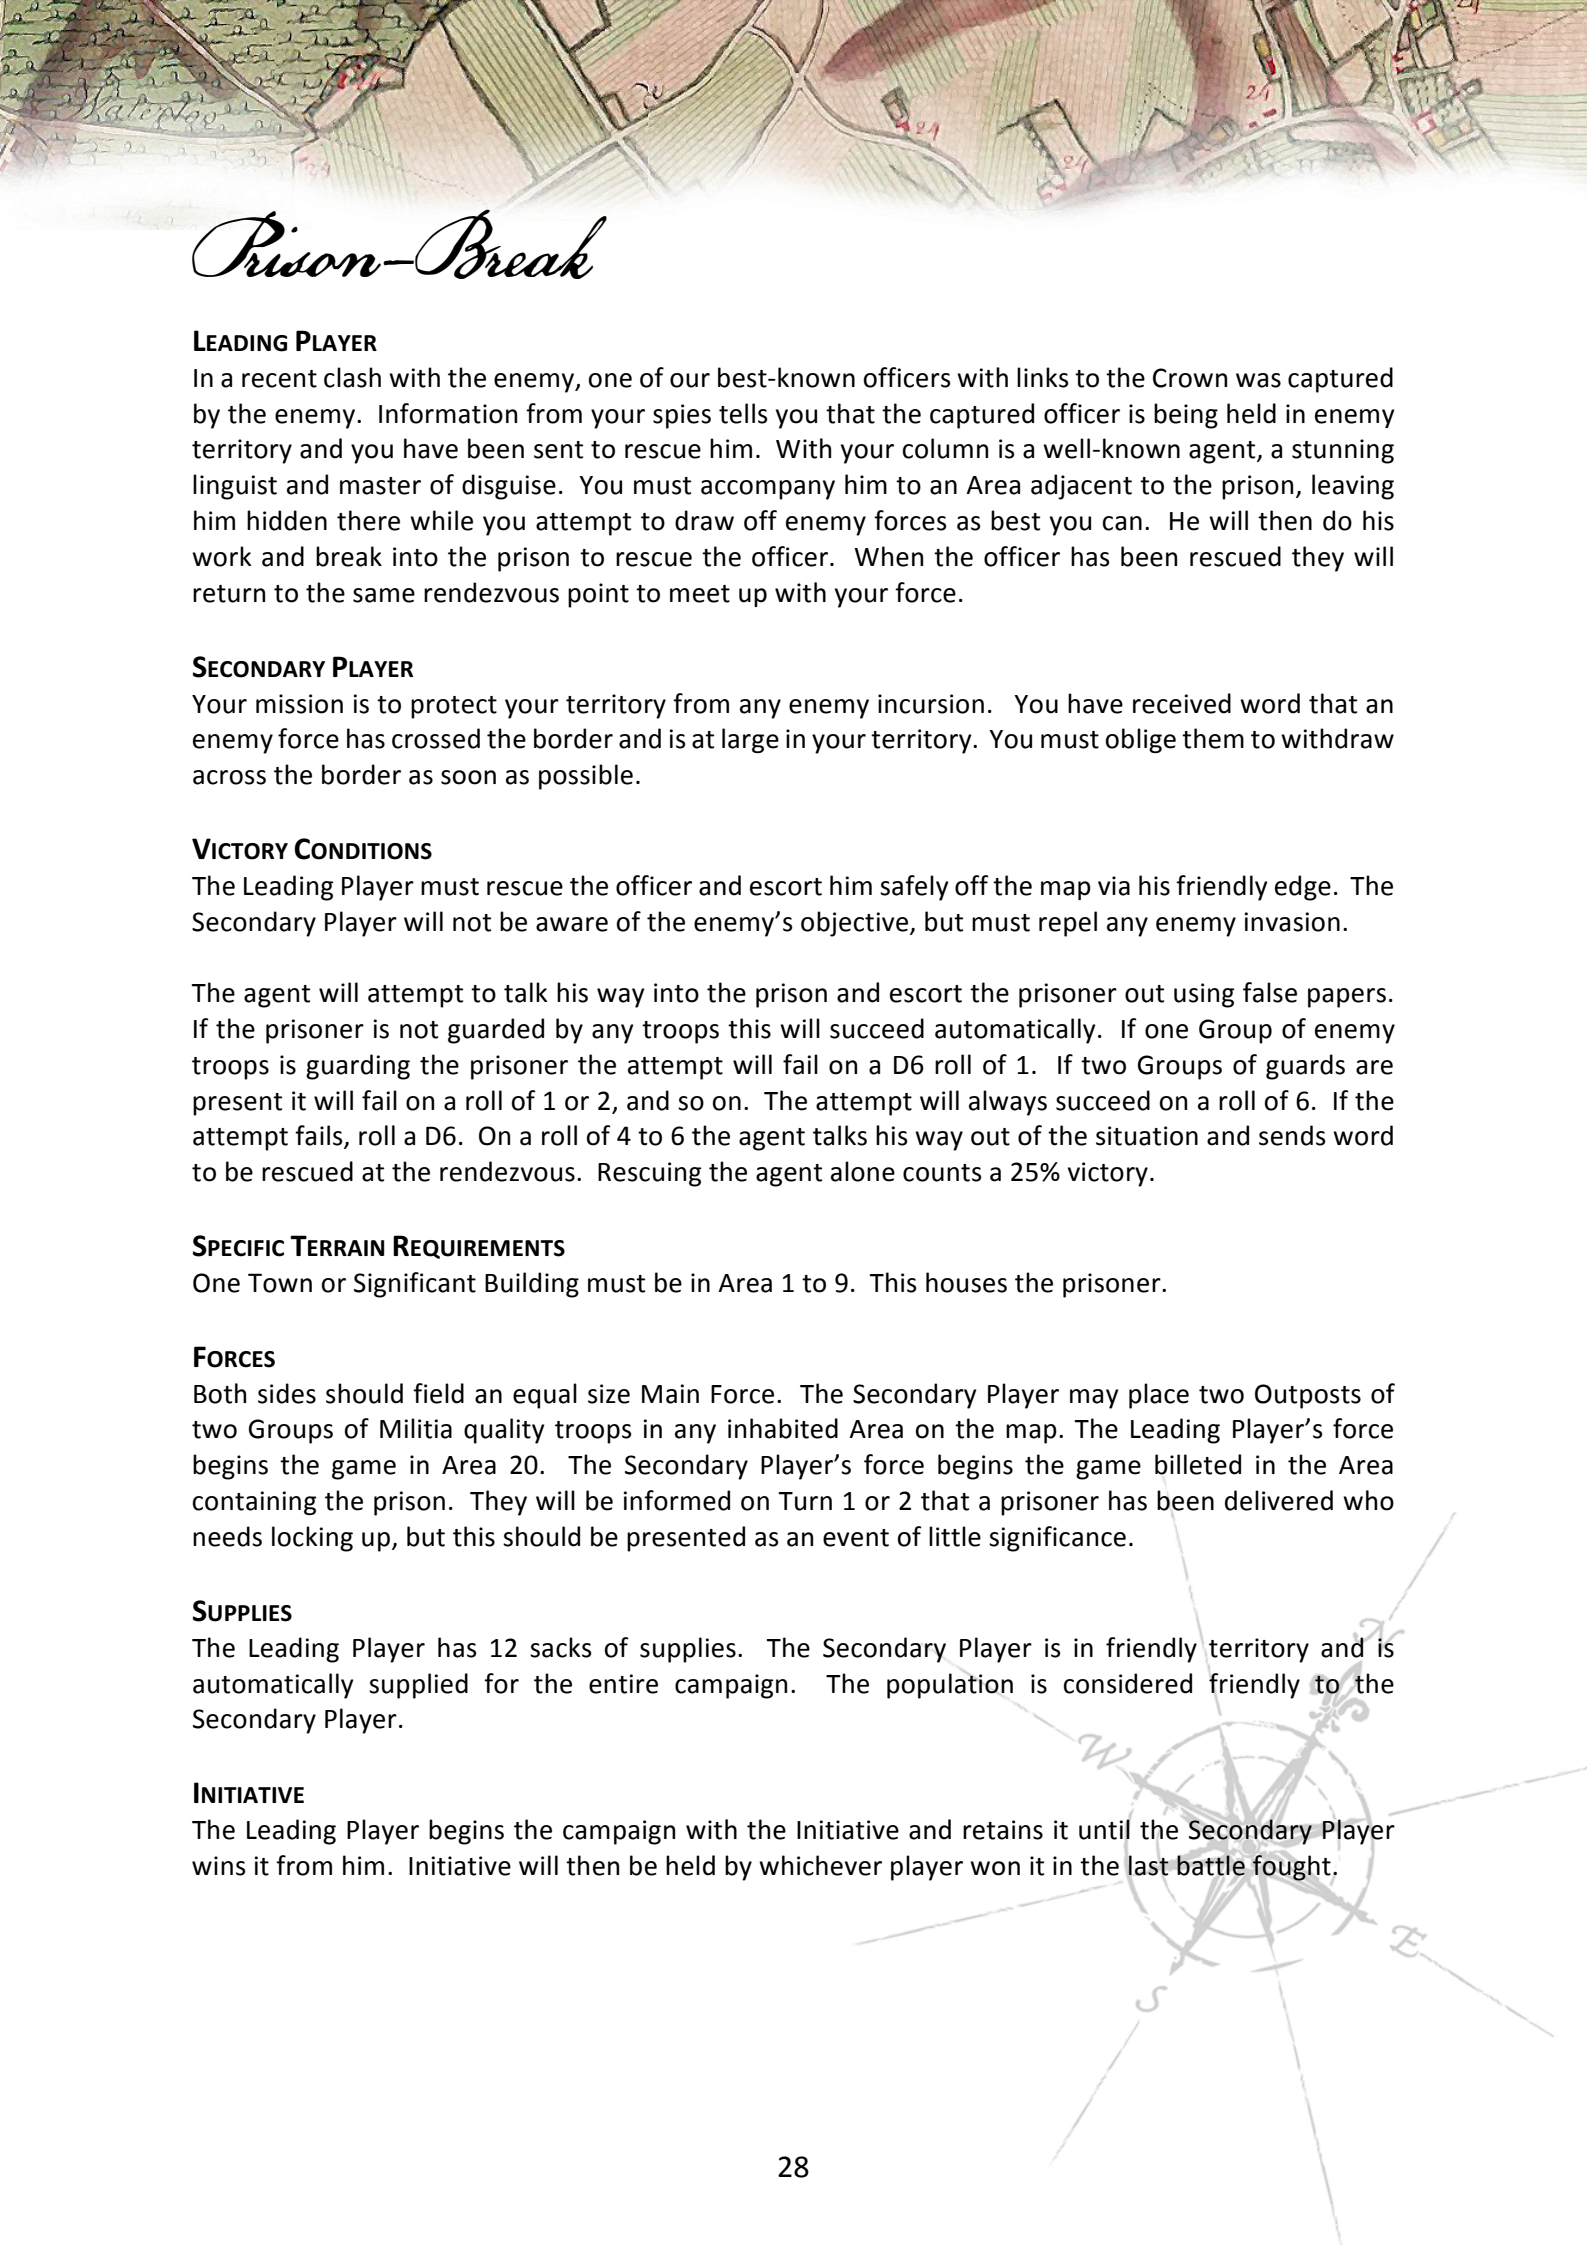 Waterloo
24
24
24
24
24
Prison-Break
LEADING PLAYER
In a recent clash with the enemy, one of our best-known officers with links to the Crown was captured
by the enemy.  Information from your spies tells you that the captured officer is being held in enemy
territory and you have been sent to rescue him.  With your column is a well-known agent, a stunning
linguist and master of disguise.  You must accompany him to an Area adjacent to the prison, leaving
him hidden there while you attempt to draw off enemy forces as best you can.  He will then do his
work and break into the prison to rescue the officer.  When the officer has been rescued they will
return to the same rendezvous point to meet up with your force.
SECONDARY PLAYER
Your mission is to protect your territory from any enemy incursion.  You have received word that an
enemy force has crossed the border and is at large in your territory.  You must oblige them to withdraw
across the border as soon as possible.
VICTORY CONDITIONS
The Leading Player must rescue the officer and escort him safely off the map via his friendly edge.  The
Secondary Player will not be aware of the enemy’s objective, but must repel any enemy invasion.
The agent will attempt to talk his way into the prison and escort the prisoner out using false papers.
If the prisoner is not guarded by any troops this will succeed automatically.  If one Group of enemy
troops is guarding the prisoner the attempt will fail on a D6 roll of 1.  If two Groups of guards are
present it will fail on a roll of 1 or 2, and so on.  The attempt will always succeed on a roll of 6.  If the
attempt fails, roll a D6.  On a roll of 4 to 6 the agent talks his way out of the situation and sends word
to be rescued at the rendezvous.  Rescuing the agent alone counts a 25% victory.
SPECIFIC TERRAIN REQUIREMENTS
One Town or Significant Building must be in Area 1 to 9.  This houses the prisoner.
FORCES
Both sides should field an equal size Main Force.  The Secondary Player may place two Outposts of
two Groups of Militia quality troops in any inhabited Area on the map. The Leading Player’s force
begins the game in Area 20.  The Secondary Player’s force begins the game billeted in the Area
containing the prison.  They will be informed on Turn 1 or 2 that a prisoner has been delivered who
needs locking up, but this should be presented as an event of little significance.
SUPPLIES
The Leading Player has 12 sacks of supplies.  The Secondary Player is in friendly territory and is
automatically supplied for the entire campaign.  The population is considered friendly to the
Secondary Player.
INITIATIVE
The Leading Player begins the campaign with the Initiative and retains it until the Secondary Player
wins it from him.  Initiative will then be held by whichever player won it in the last battle fought.
N
W
E
S
28